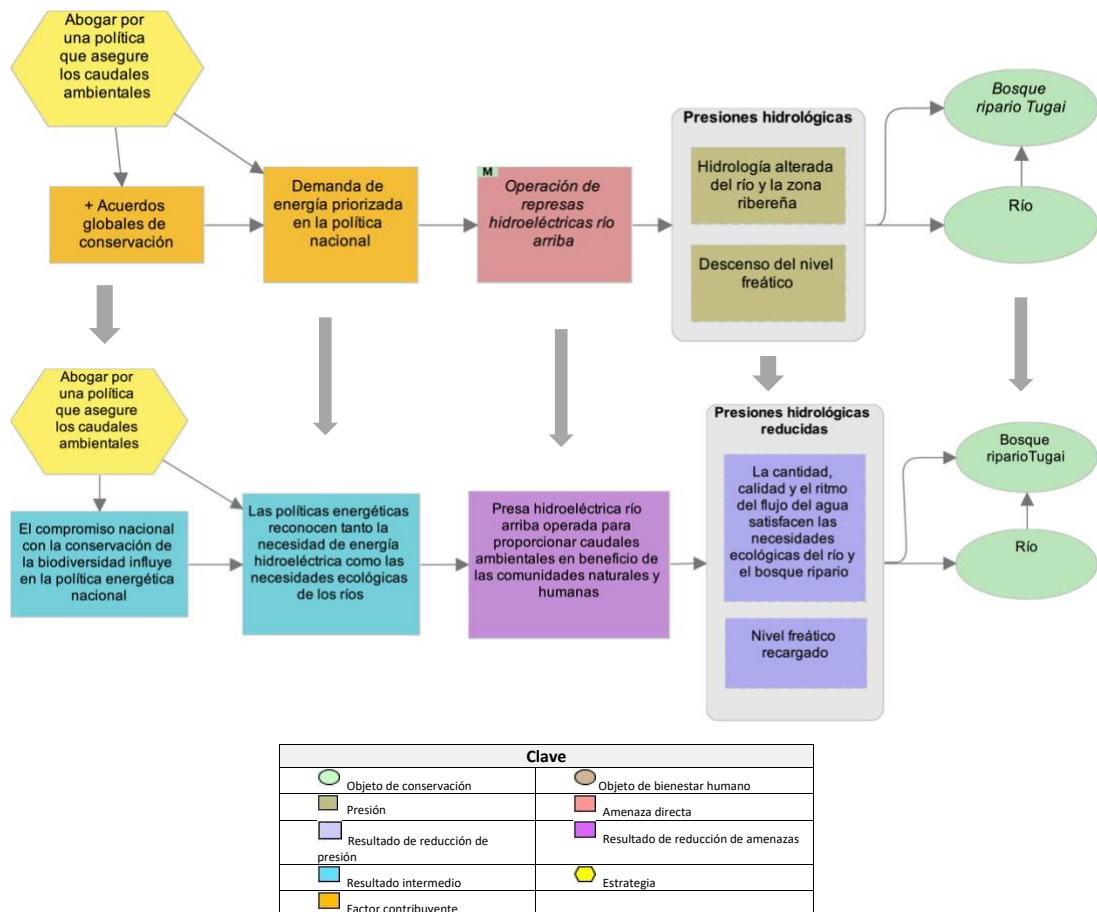 Abogar por
una política
que asegure
los caudales
ambientales
+ Acuerdos
globales de
conservación
Demanda de
energía priorizada
en la política
nacional
M
Operación de
represas
hidroeléctricas río
arriba
Presiones hidrológicas
Hidrología alterada
del río y la zona
ribereña
Descenso del nivel
freático
Bosque
ripario Tugai
Río
Abogar por
una política
que asegure
los caudales
ambientales
El compromiso nacional
con la conservación de
la biodiversidad influye
en la política energética
nacional
Las políticas energéticas
reconocen tanto la
necesidad de energía
hidroeléctrica como las
necesidades ecológicas
de los ríos
Presa hidroeléctrica río
arriba operada para
proporcionar caudales
ambientales en beneficio de
las comunidades naturales y
humanas
Presiones hidrológicas
reducidas
La cantidad,
calidad y el ritmo
del flujo del agua
satisfacen las
necesidades
ecológicas del río y
el bosque ripario
Nivel freático
recargado
Bosque
riparioTugai
Río
Clave
Objeto de conservación
Objeto de bienestar humano
Presión
Amenaza directa
Resultado de reducción de
presión
Resultado de reducción de amenazas
Resultado intermedio
Estrategia
Factor contribuyente